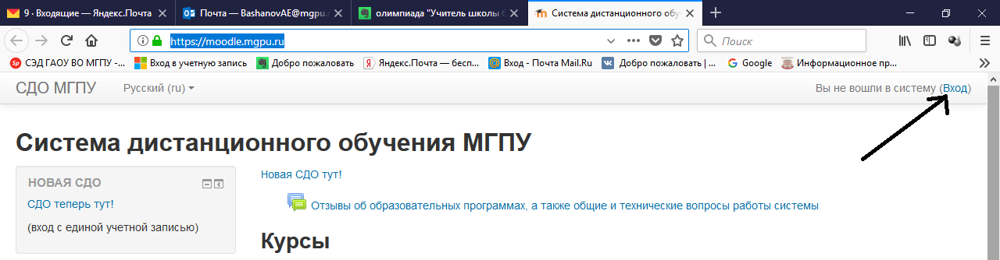 9 · Входящие — Яндекс.Почта
Почта — BashanovAE@mgpu.r
олимпиада "Учитель школы б
Система дистанционного обу
https://moodle.mgpu.ru
Поиск
СЭД ГАОУ ВО МГПУ -...
Вход в учетную запись
Добро пожаловать
Яндекс.Почта — бесп...
Вход - Почта Mail.Ru
Добро пожаловать | ...
Google
Информационное пр...
СДО МГПУ
Русский (ru)
Вы не вошли в систему (Вход)
Система дистанционного обучения МГПУ
НОВАЯ СДО
СДО теперь тут!
(вход с единой учетной записью)
Новая СДО тут!
Отзывы об образовательных программах, а также общие и технические вопросы работы системы
Курсы